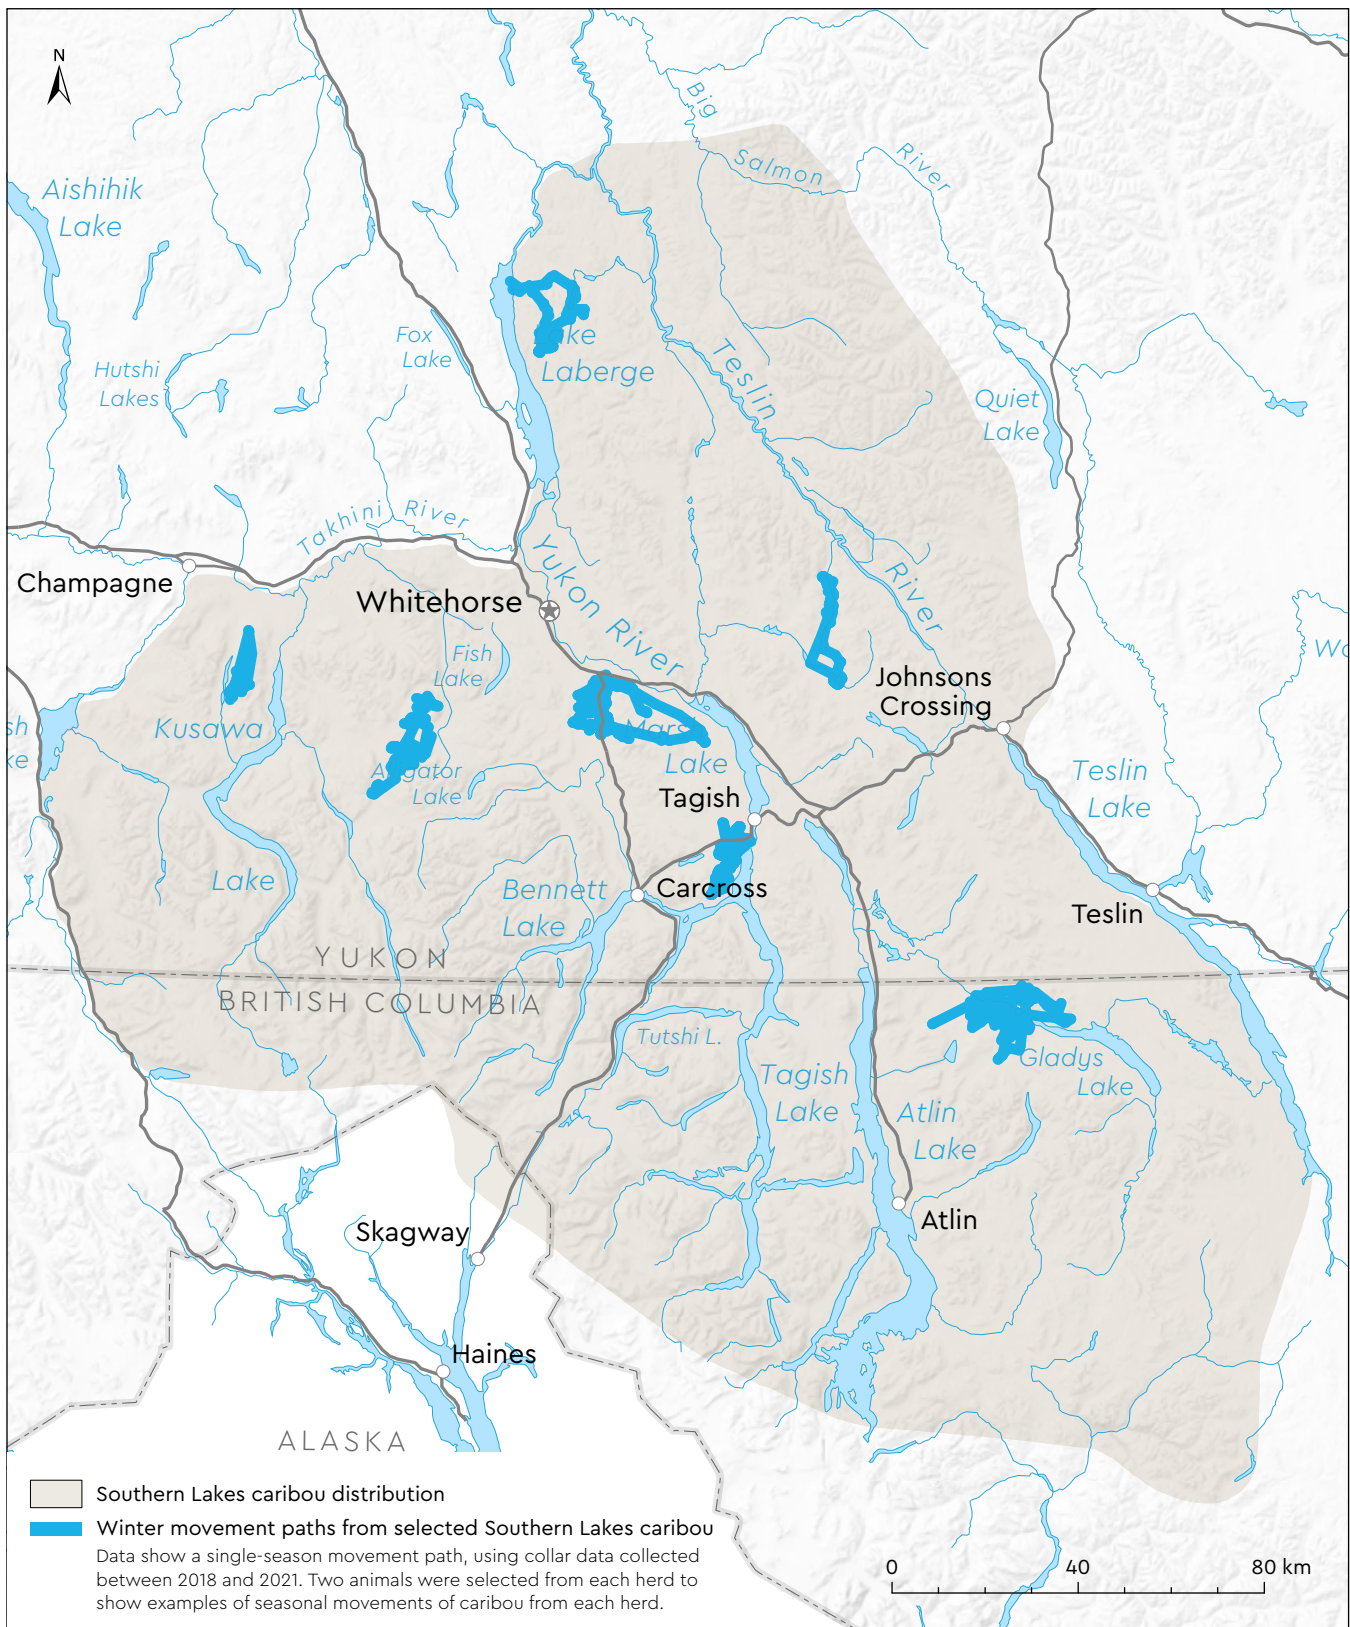 N
Big
Salmon
River
Aishihik
Lake
Fox
Lake
Laberge
Teslin
Hutshi
Lakes
Quiet
Lake
Takhini River
Champagne
Whitehorse
Yukon River
River
Fish
Lake
Johnsons
Crossing
Kusawa
Lake
Lake
Lake
Tagish
Teslin
Lake
Lake
Bennett
Lake
Carcross
Teslin
YUKON
BRITISH COLUMBIA
Tutshi L.
Tagish
Lake
Gladys
Lake
Atlin
Lake
Atlin
Skagway
Haines
ALASKA
Southern Lakes caribou distribution
Winter movement paths from selected Southern Lakes caribou
Data show a single-season movement path, using collar data collected
between 2018 and 2021. Two animals were selected from each herd to
show examples of seasonal movements of caribou from each herd.
0 40 80 km